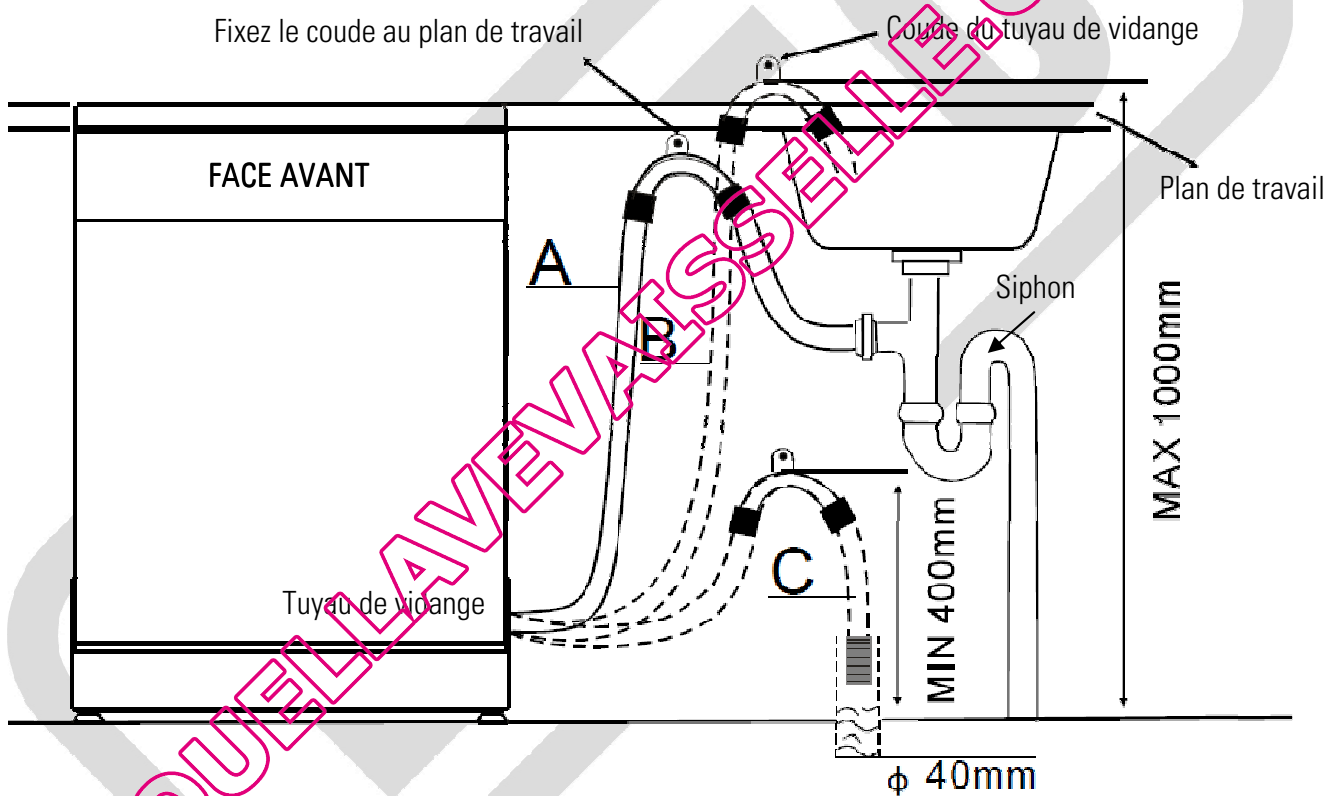 Fixez le coude au plan de travail
Coude du tuyau de vidange
FACE AVANT
Plan de travail
A
B
Siphon
MAX 1000mm
C
MIN 400mm
Tuyau de vidange
ϕ 40mm
QUELLAVEVAISSELLE.C